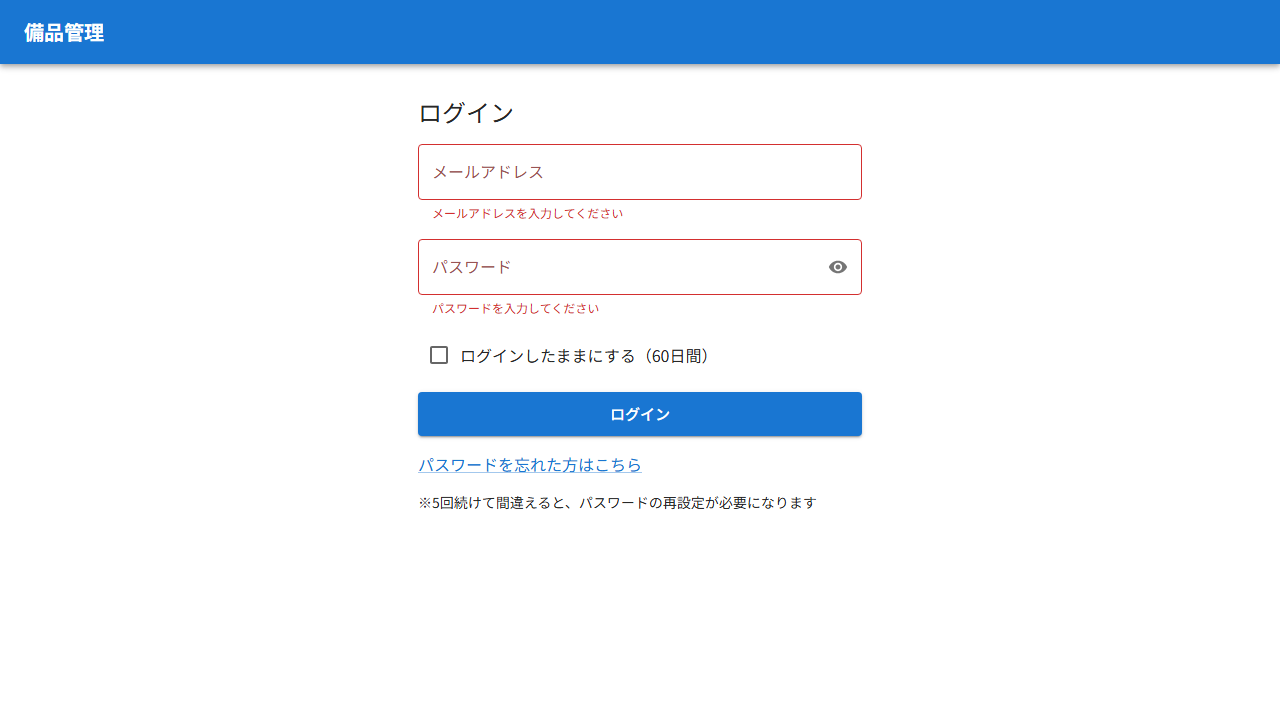 備品管理
ログイン
メールアドレス
メールアドレスを入力してください
パスワード
パスワードを入力してください
ログインしたままにする（60日間）
ログイン
パスワードを忘れた方はこちら
※5回続けて間違えると、パスワードの再設定が必要になります